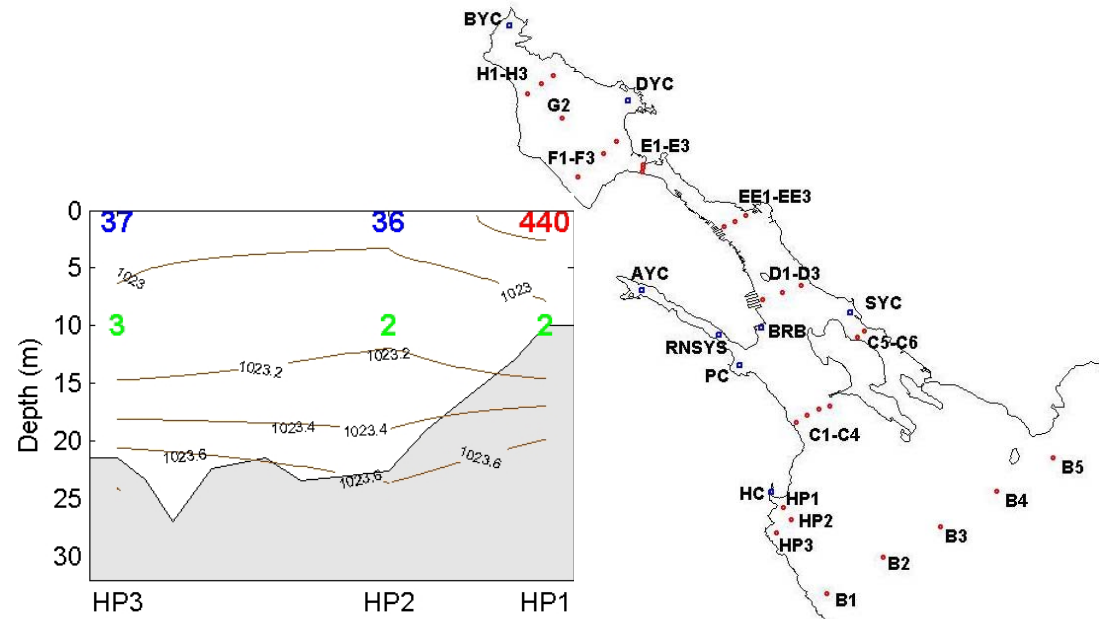 BYC
H1-H3
DYC
G2
E1-E3
F1-F3
EE1-EE3
AYC
D1-D3
SYC
BRB
RNSYS
C5-C6
PC
C1-C4
B5
HC
HP1
B4
HP2
B3
HP3
B2
B1
Depth (m)
0
5
10
15
20
25
30
37
36
440
1023
1023
3
2
2
1023.2
1023.2
1023.4
1023.4
1023.6
1023.6
1023.6
HP3
HP2
HP1